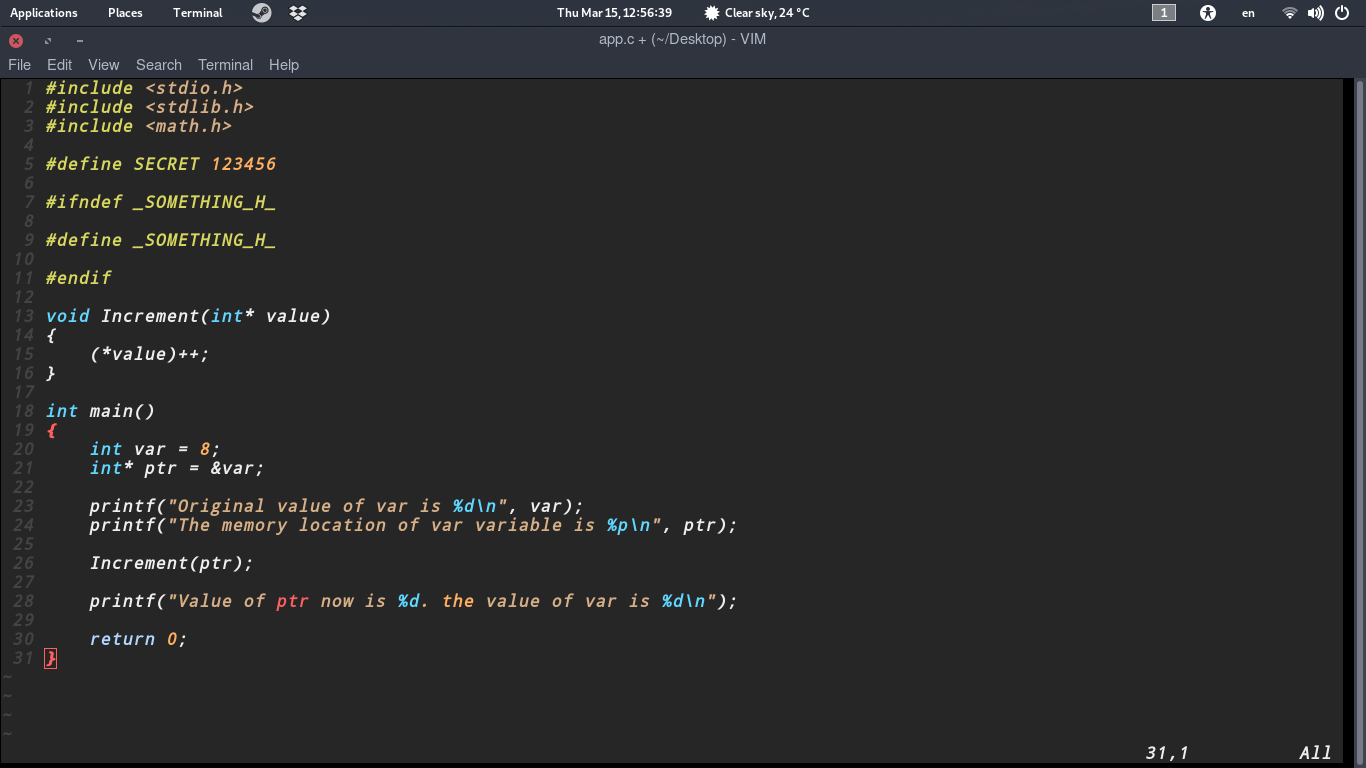 Applications Places Terminal Thu Mar 15, 12:56:39 Clear sky, 24 °C 1 en
app.c + (~/Desktop) - VIM
File Edit View Search Terminal Help
1 #include <stdio.h>
2 #include <stdlib.h>
3 #include <math.h>
4
5 #define SECRET 123456
6
7 #ifndef _SOMETHING_H_
8
9 #define _SOMETHING_H_
10
11 #endif
12
13 void Increment(int* value)
14 {
15     (*value)++;
16 }
17
18 int main()
19 {
20     int var = 8;
21     int* ptr = &var;
22
23     printf("Original value of var is %d\n", var);
24     printf("The memory location of var variable is %p\n", ptr);
25
26     Increment(ptr);
27
28     printf("Value of ptr now is %d. the value of var is %d\n");
29
30     return 0;
31 }
~
~
~
~
31,1 All